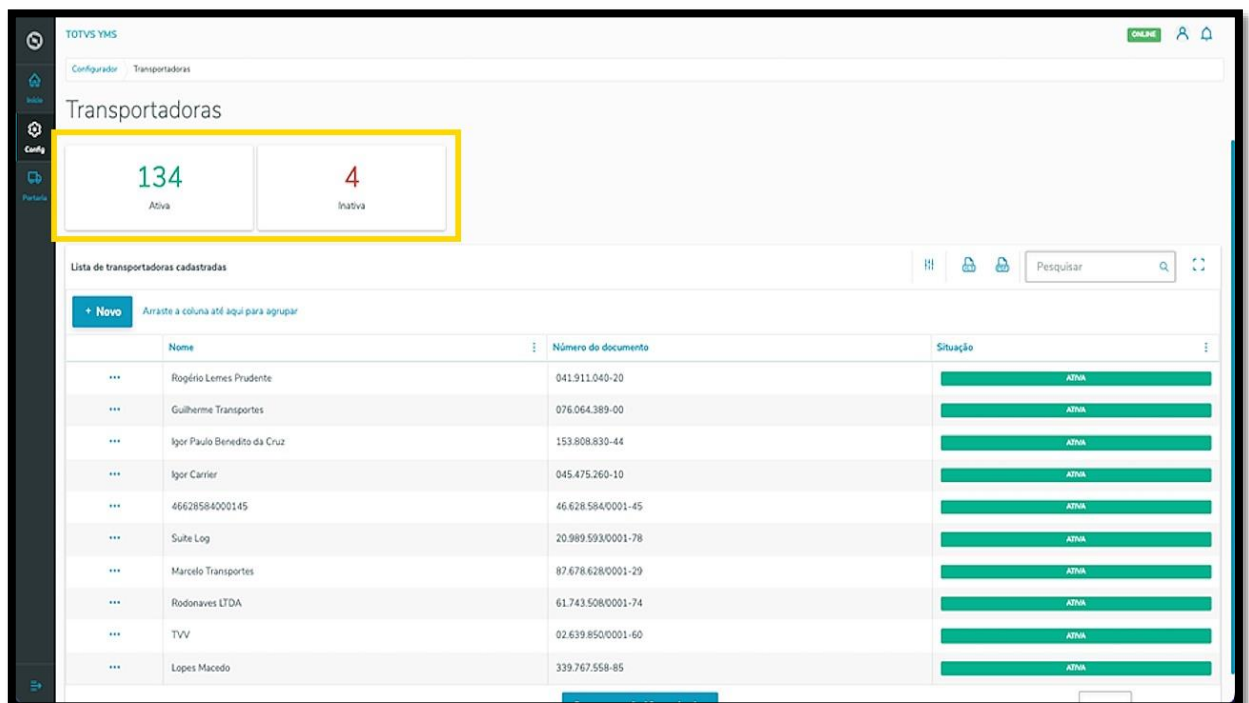 TOTVS YMS
ONLINE
Configurador Transportadoras
Início
Transportadoras
Config
134
4
Portaria
Ativa
Inativa
Lista de transportadoras cadastradas
Pesquisar
+ Novo Arraste a coluna até aqui para agrupar
Nome Número do documento Situação
Rogério Lemes Prudente 041.911.040-20 ATIVA
Guilherme Transportes 076.064.389-00 ATIVA
Igor Paulo Benedito da Cruz 153.808.830-44 ATIVA
Igor Carrier 045.475.260-10 ATIVA
46628584000145 46.628.584/0001-45 ATIVA
Suite Log 20.989.593/0001-78 ATIVA
Marcelo Transportes 87.678.628/0001-29 ATIVA
Rodonaves LTDA 61.743.508/0001-74 ATIVA
TVV 02.639.850/0001-60 ATIVA
Lopes Macedo 339.767.558-85 ATIVA